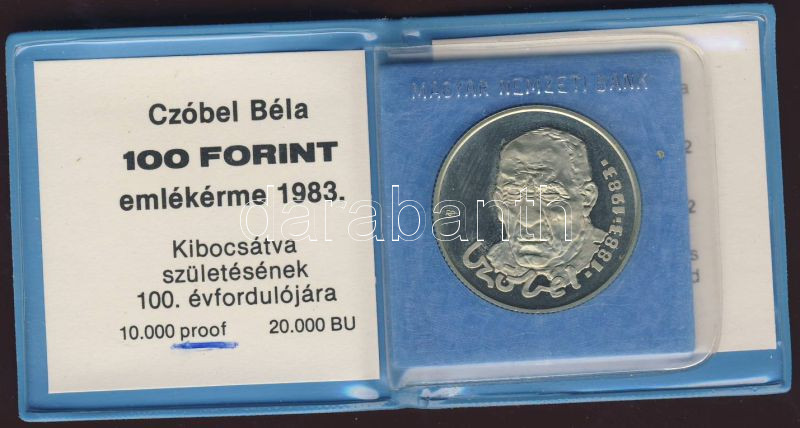 Czóbel Béla
100 FORINT
emlékérme 1983.
Kibocsátva
születésének
100. évfordulójára
10.000 proof 20.000 BU
MAGYAR NEMZETI BANK
Czóbel
1883-1983
darabanth